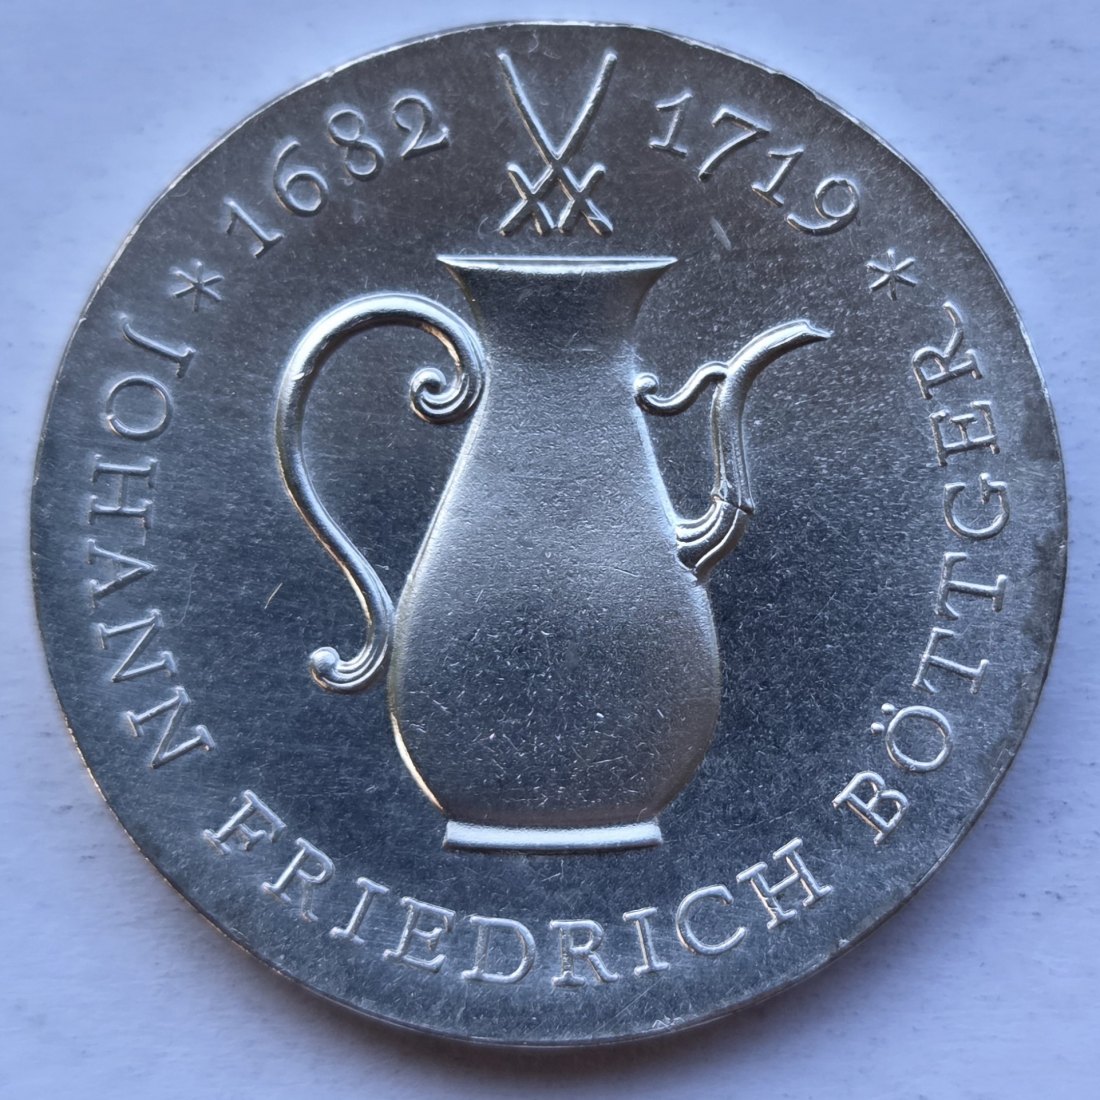 * 1682 1719 *
JOHANN FRIEDRICH BÖTTGER